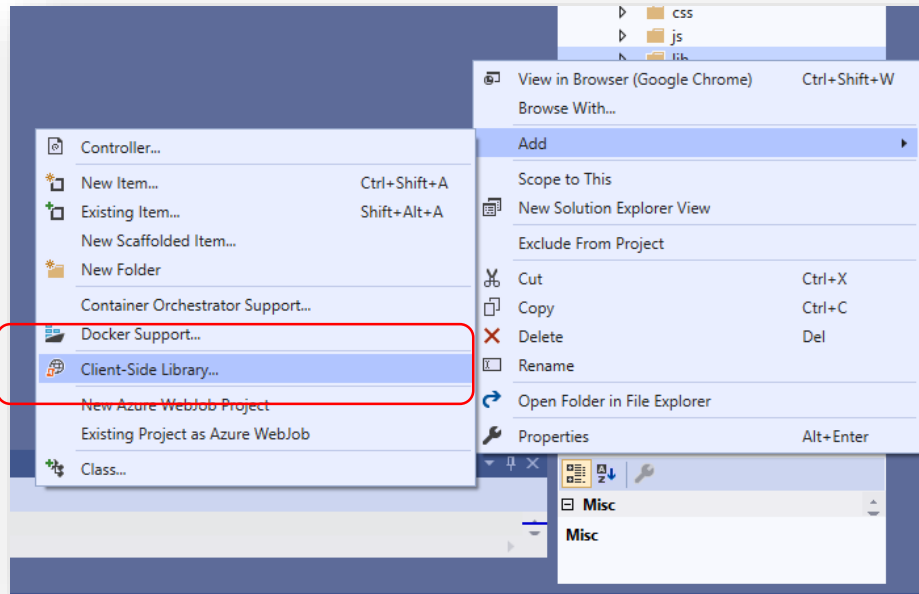 css
js
lib
View in Browser (Google Chrome) Ctrl+Shift+W
Browse With...
Add
Scope to This
New Solution Explorer View
Exclude From Project
Cut Ctrl+X
Copy Ctrl+C
Delete Del
Rename
Open Folder in File Explorer
Properties Alt+Enter
Controller...
New Item... Ctrl+Shift+A
Existing Item... Shift+Alt+A
New Scaffolded Item...
New Folder
Container Orchestrator Support...
Docker Support...
Client-Side Library...
New Azure WebJob Project
Existing Project as Azure WebJob
Class...
Misc
Misc